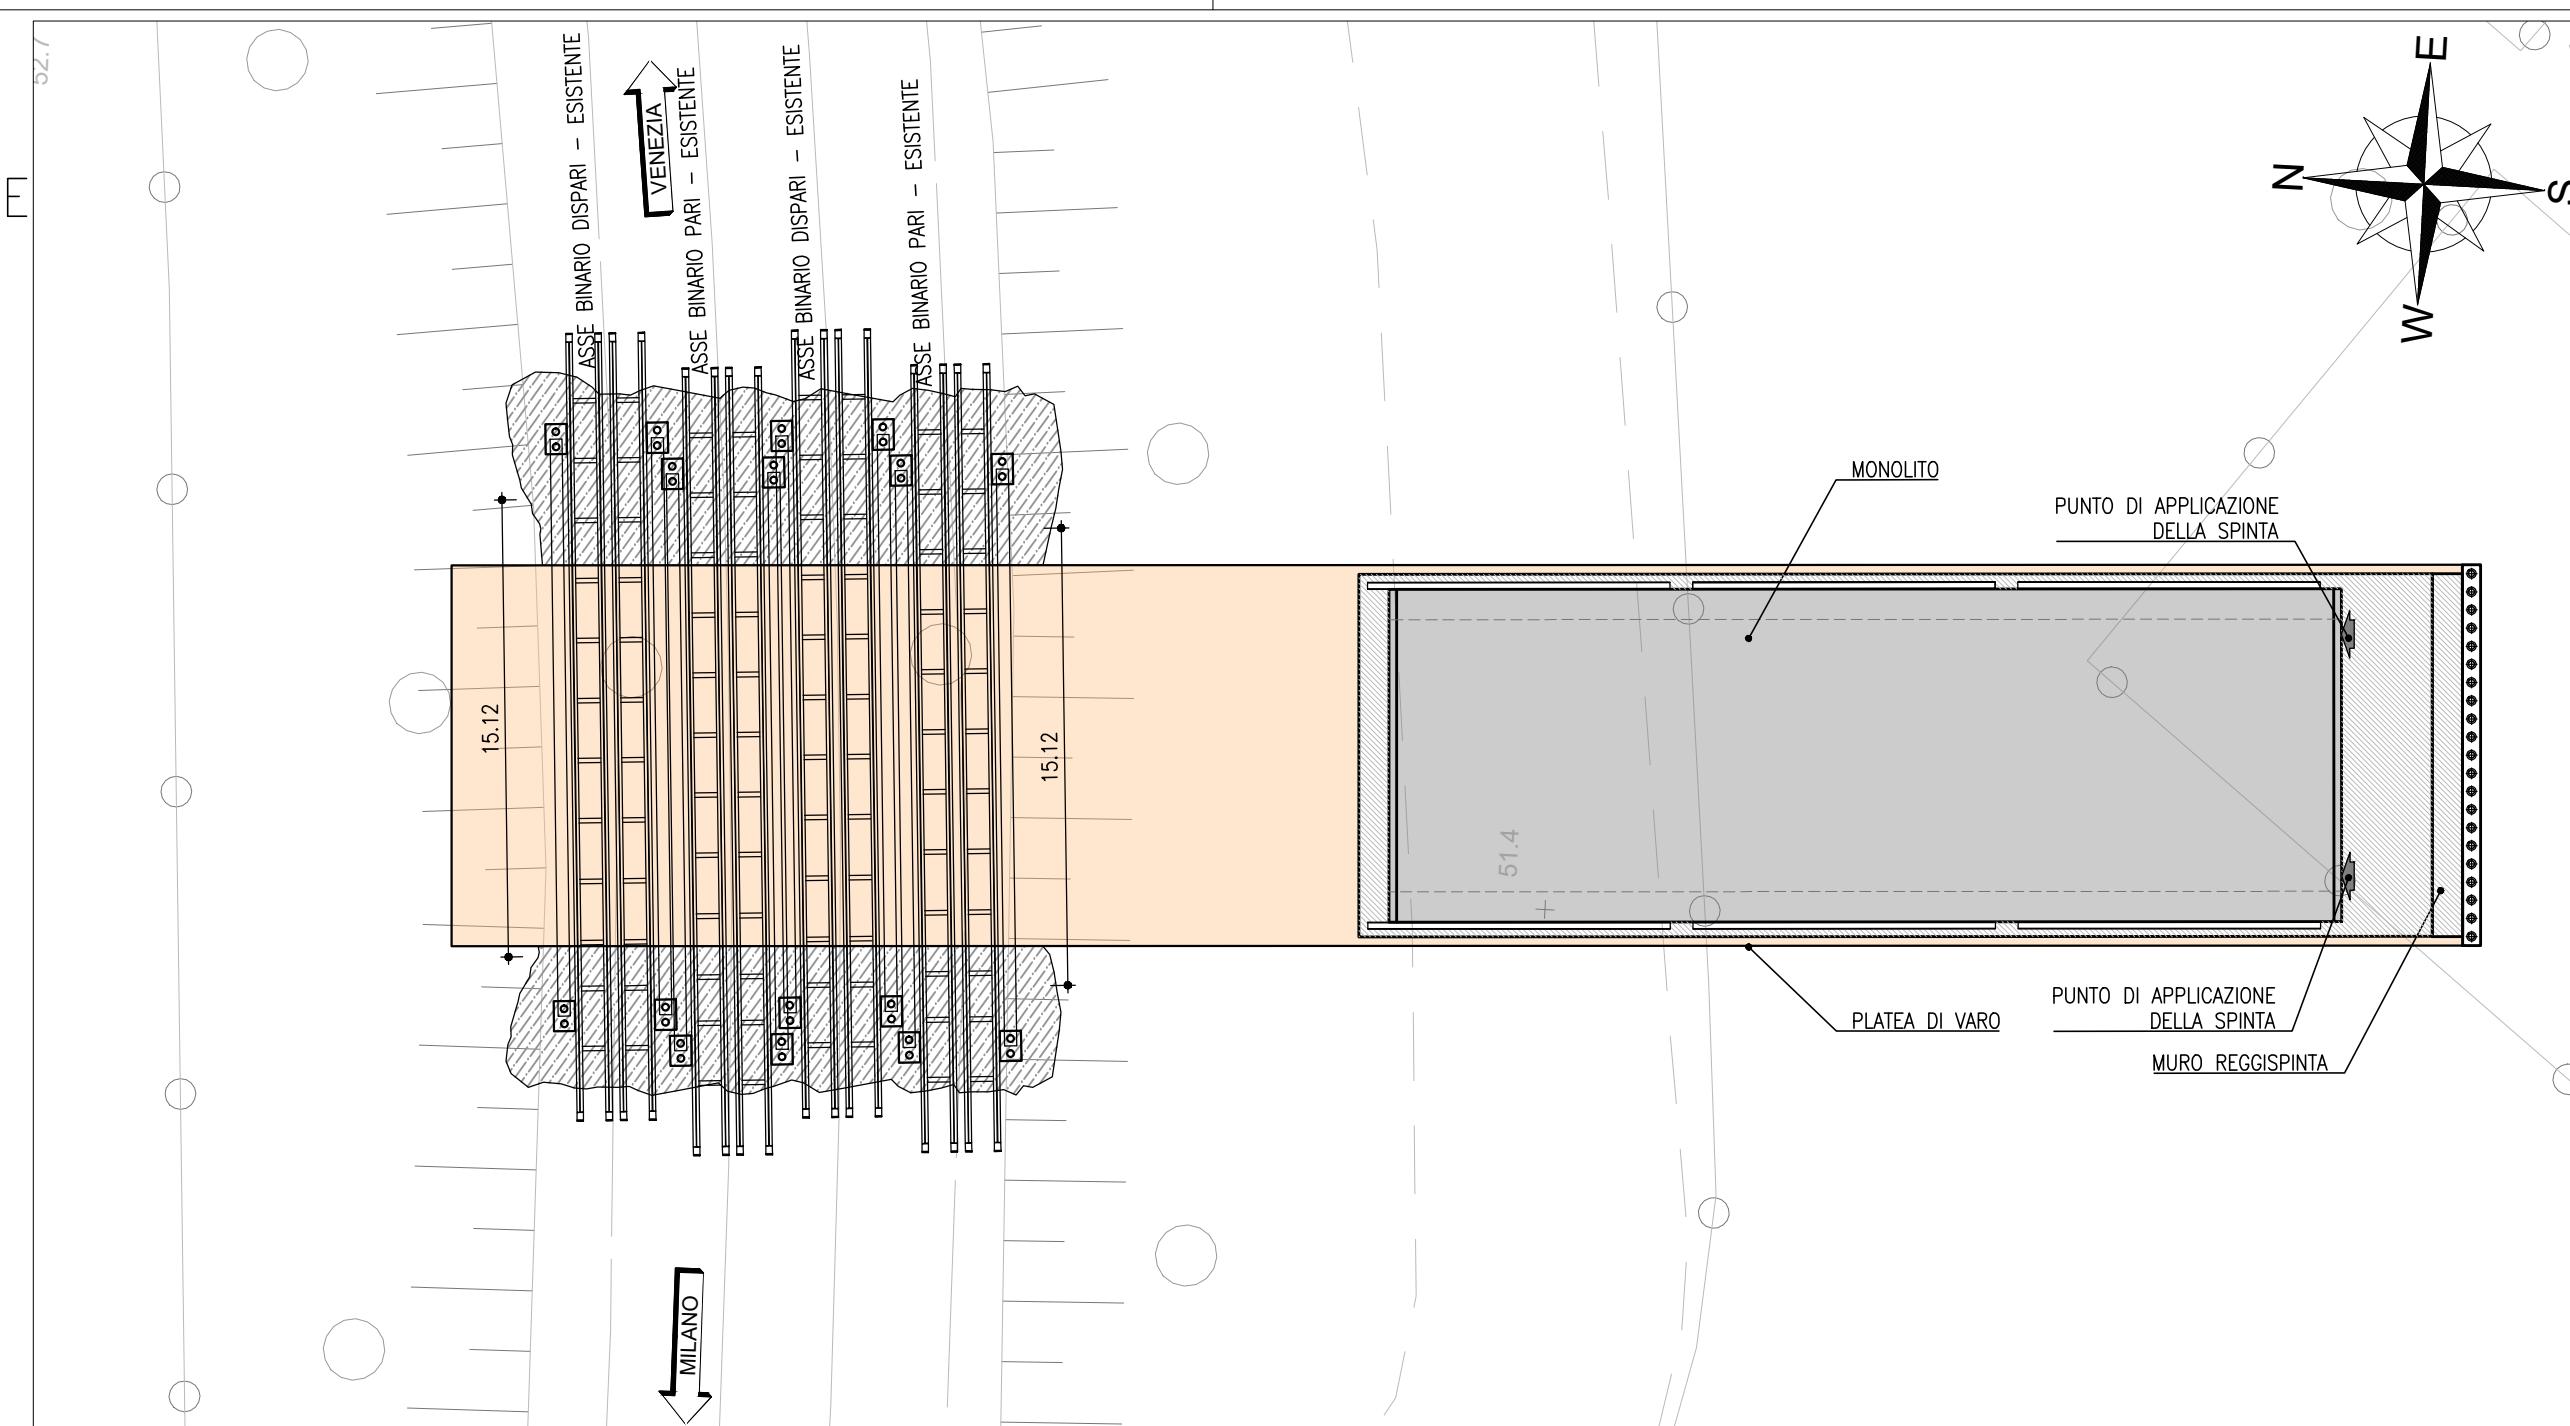 52.7
E
ASSE BINARIO DISPARI - ESISTENTE
VENEZIA
ASSE BINARIO PARI - ESISTENTE
ASSE BINARIO DISPARI - ESISTENTE
ASSE BINARIO PARI - ESISTENTE
E
N
S
W
MONOLITO
PUNTO DI APPLICAZIONE
DELLA SPINTA
15.12
15.12
51.4
PLATEA DI VARO
PUNTO DI APPLICAZIONE
DELLA SPINTA
MURO REGGISPINTA
MILANO